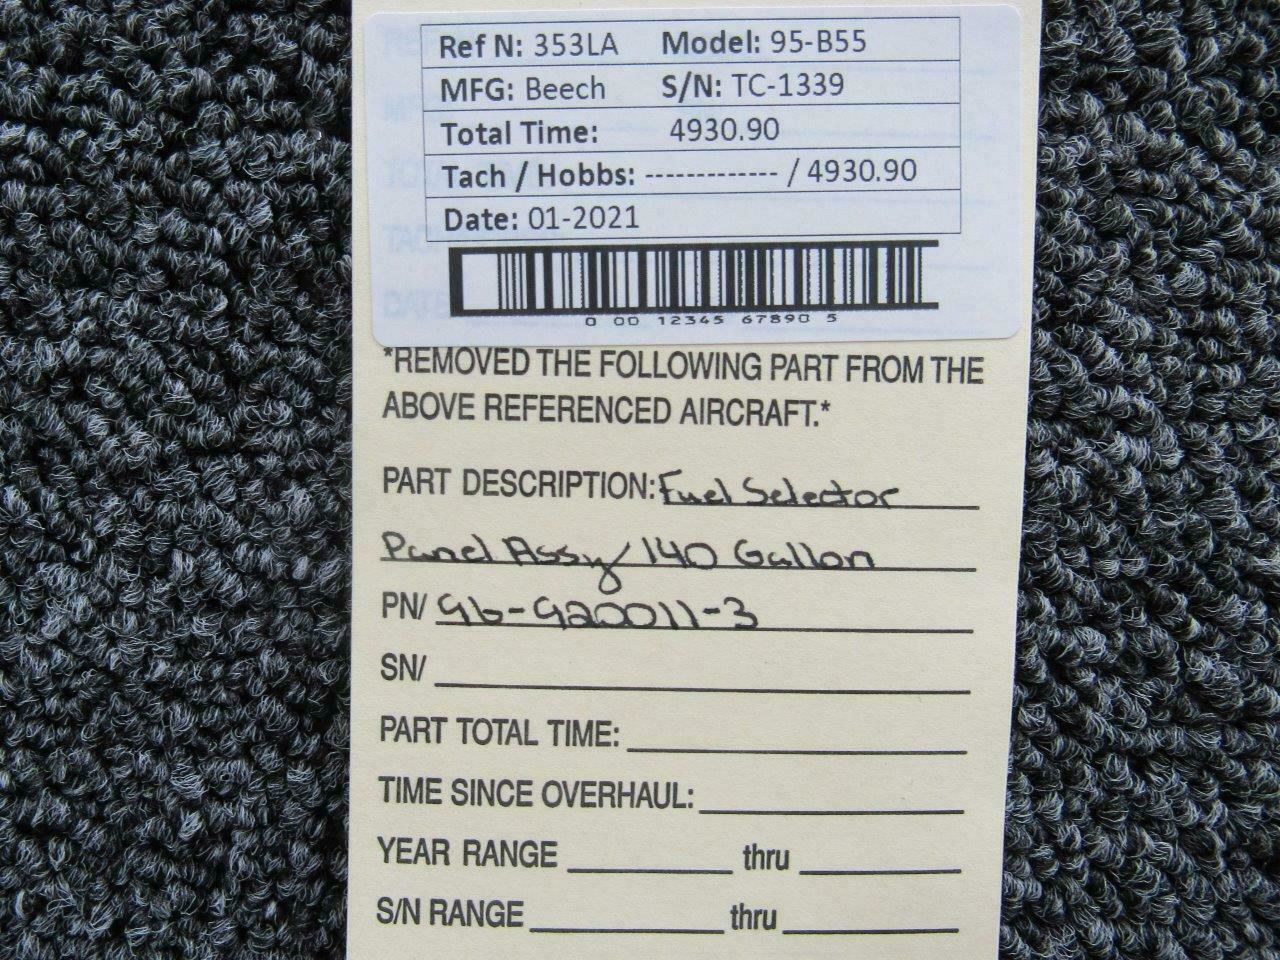 Ref N: 353LA Model: 95-B55
MFG: Beech S/N: TC-1339
Total Time: 4930.90
Tach / Hobbs: ------------- / 4930.90
Date: 01-2021
0 00 12345 67890 5
*REMOVED THE FOLLOWING PART FROM THE
ABOVE REFERENCED AIRCRAFT.*
PART DESCRIPTION: Fuel Selector
Panel Assy 140 Gallon
PN/ 96-920011-3
SN/
PART TOTAL TIME:
TIME SINCE OVERHAUL:
YEAR RANGE thru
S/N RANGE thru